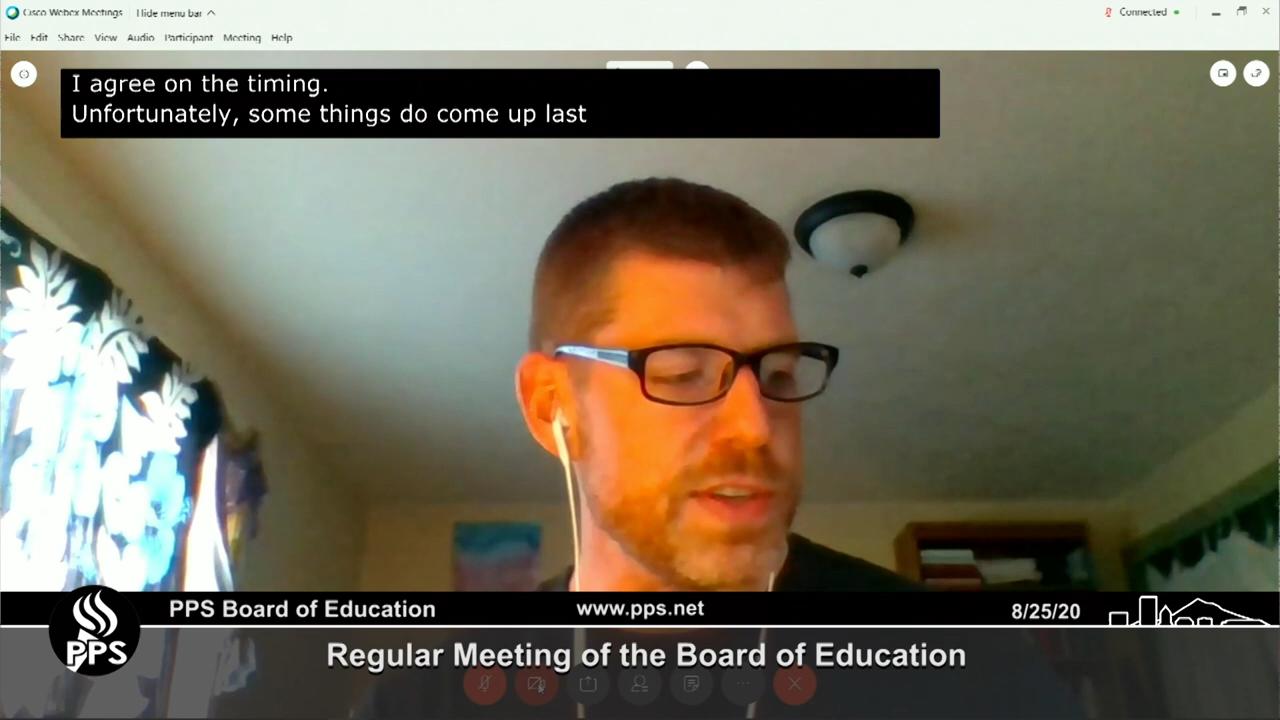 Cisco Webex Meetings Hide menu bar
Connected
File Edit Share View Audio Participant Meeting Help
I agree on the timing.
Unfortunately, some things do come up last
PPS Board of Education www.pps.net 8/25/20
PPS
Regular Meeting of the Board of Education